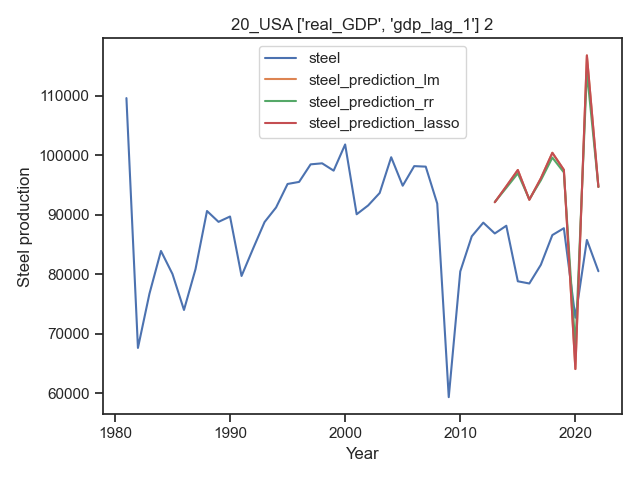 20_USA ['real_GDP', 'gdp_lag_1'] 2
steel
steel_prediction_lm
steel_prediction_rr
steel_prediction_lasso
Steel production
110000
100000
90000
80000
70000
60000
1980
1990
2000
2010
2020
Year